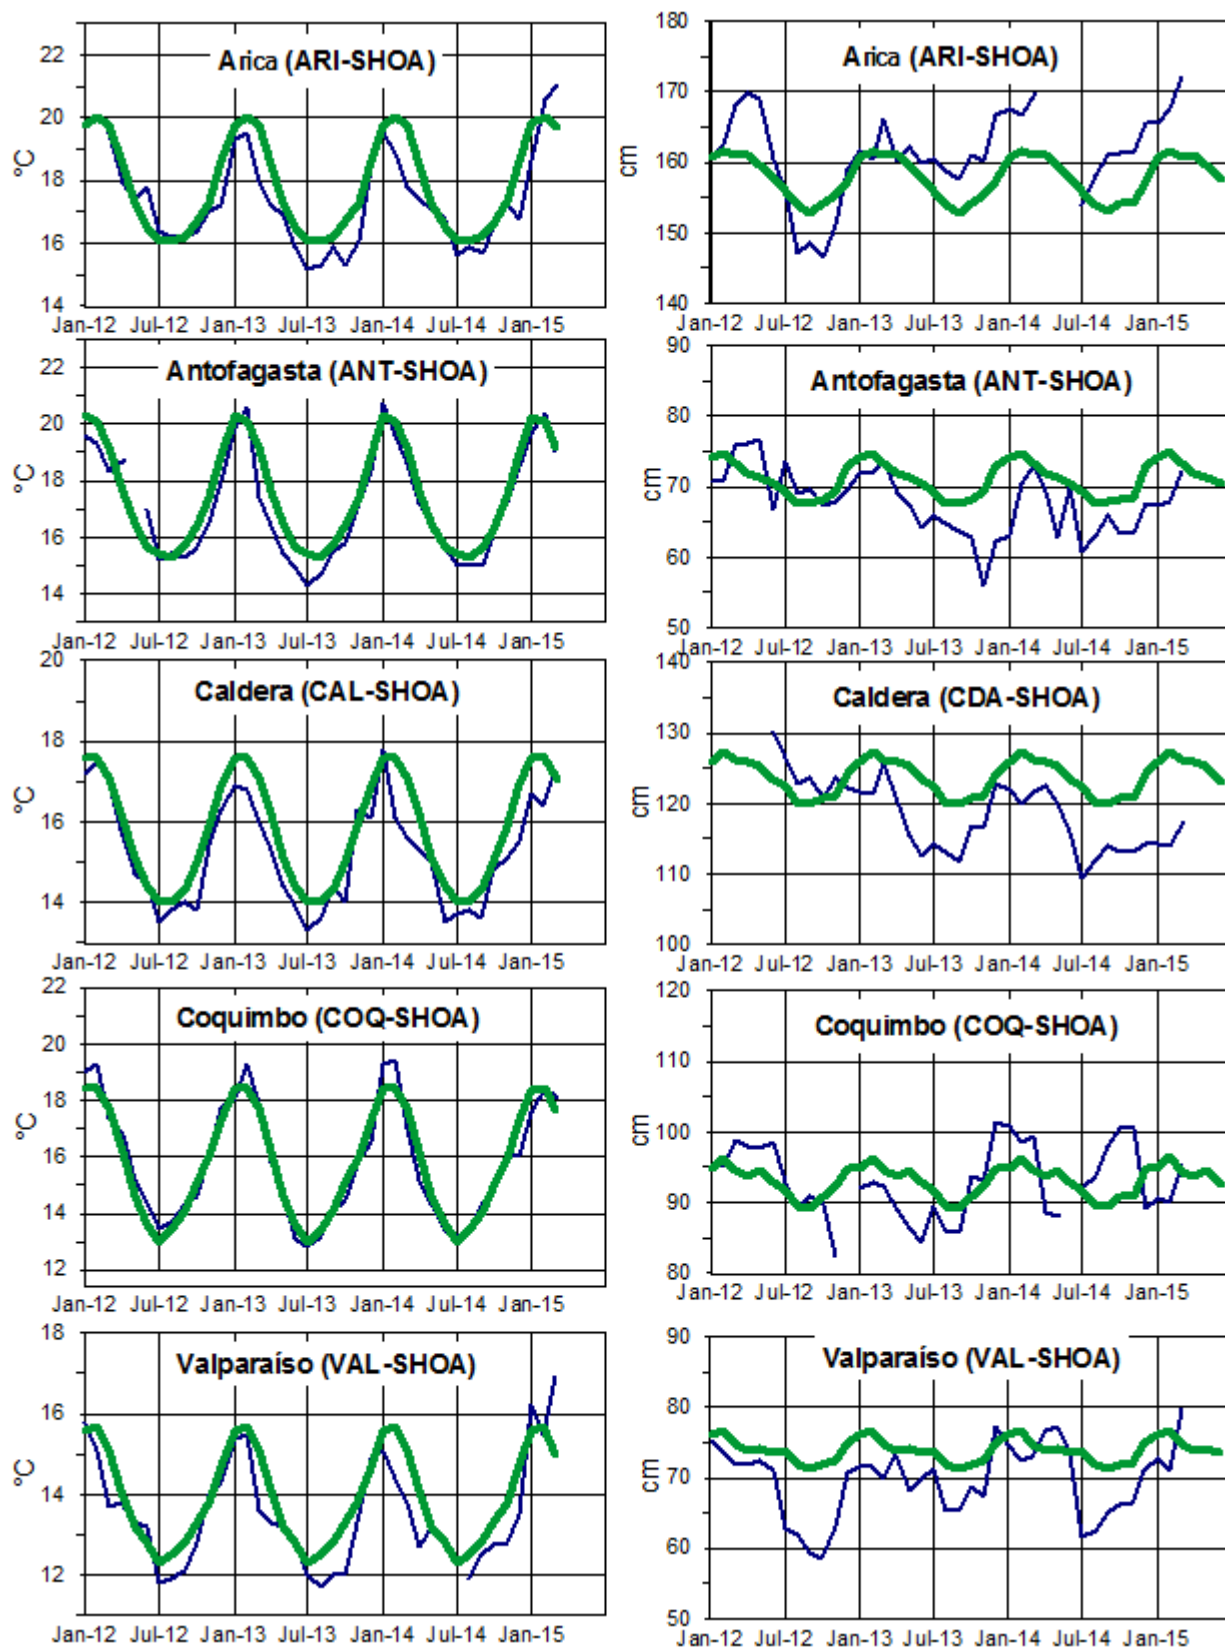 Arica (ARI-SHOA)
22
20
18
16
14
°C
Jan-12 Jul-12 Jan-13 Jul-13 Jan-14 Jul-14 Jan-15
Arica (ARI-SHOA)
180
170
160
150
140
cm
Jan-12 Jul-12 Jan-13 Jul-13 Jan-14 Jul-14 Jan-15
Antofagasta (ANT-SHOA)
22
20
18
16
14
°C
Jan-12 Jul-12 Jan-13 Jul-13 Jan-14 Jul-14 Jan-15
Antofagasta (ANT-SHOA)
90
80
70
60
50
cm
Jan-12 Jul-12 Jan-13 Jul-13 Jan-14 Jul-14 Jan-15
Caldera (CAL-SHOA)
20
18
16
14
°C
Jan-12 Jul-12 Jan-13 Jul-13 Jan-14 Jul-14 Jan-15
Caldera (CDA-SHOA)
140
130
120
110
100
cm
Jan-12 Jul-12 Jan-13 Jul-13 Jan-14 Jul-14 Jan-15
Coquimbo (COQ-SHOA)
22
20
18
16
14
12
°C
Jan-12 Jul-12 Jan-13 Jul-13 Jan-14 Jul-14 Jan-15
Coquimbo (COQ-SHOA)
120
110
100
90
80
cm
Jan-12 Jul-12 Jan-13 Jul-13 Jan-14 Jul-14 Jan-15
Valparaíso (VAL-SHOA)
18
16
14
12
°C
Jan-12 Jul-12 Jan-13 Jul-13 Jan-14 Jul-14 Jan-15
Valparaíso (VAL-SHOA)
90
80
70
60
50
cm
Jan-12 Jul-12 Jan-13 Jul-13 Jan-14 Jul-14 Jan-15